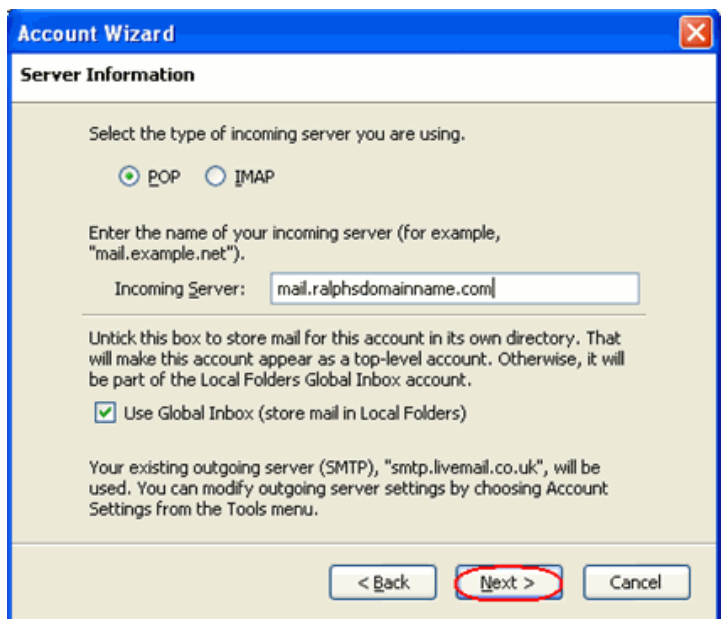 Account Wizard
Server Information
Select the type of incoming server you are using.
POP IMAP
Enter the name of your incoming server (for example,
"mail.example.net").
Incoming Server: mail.ralphsdomainname.com
Untick this box to store mail for this account in its own directory. That
will make this account appear as a top-level account. Otherwise, it will
be part of the Local Folders Global Inbox account.
Use Global Inbox (store mail in Local Folders)
Your existing outgoing server (SMTP), "smtp.livemail.co.uk", will be
used. You can modify outgoing server settings by choosing Account
Settings from the Tools menu.
< Back Next > Cancel